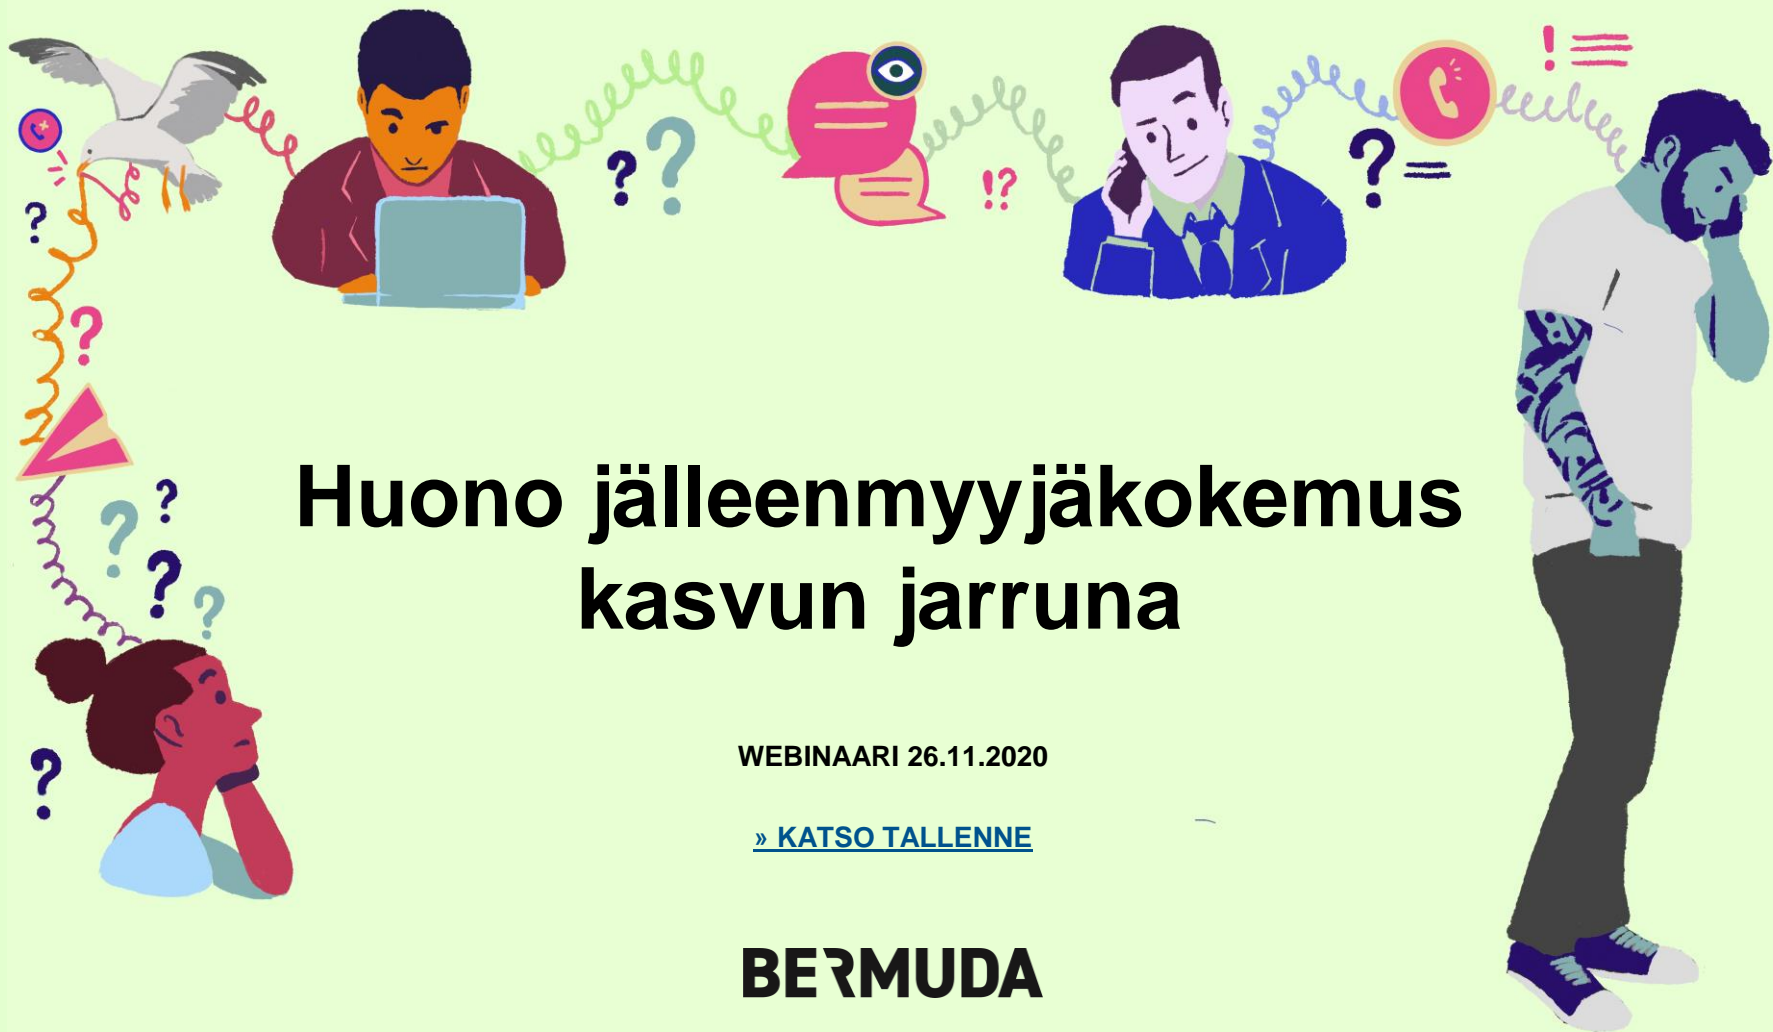 Huono jälleenmyyjäkokemus
kasvun jarruna
WEBINAARI 26.11.2020
» KATSO TALLENNE
BERMUDA